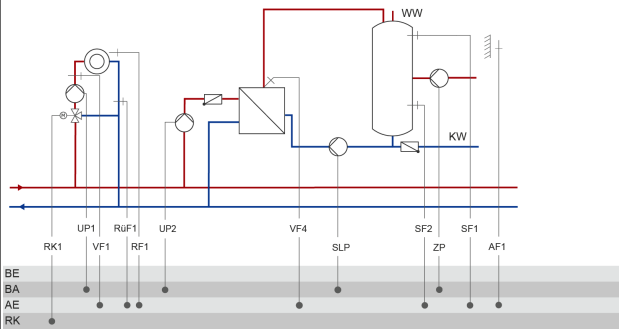 WW
M
KW
UP1 RüF1 UP2 VF4 SF2 SF1
RK1 VF1 RF1 SLP ZP AF1
BE
BA
AE
RK